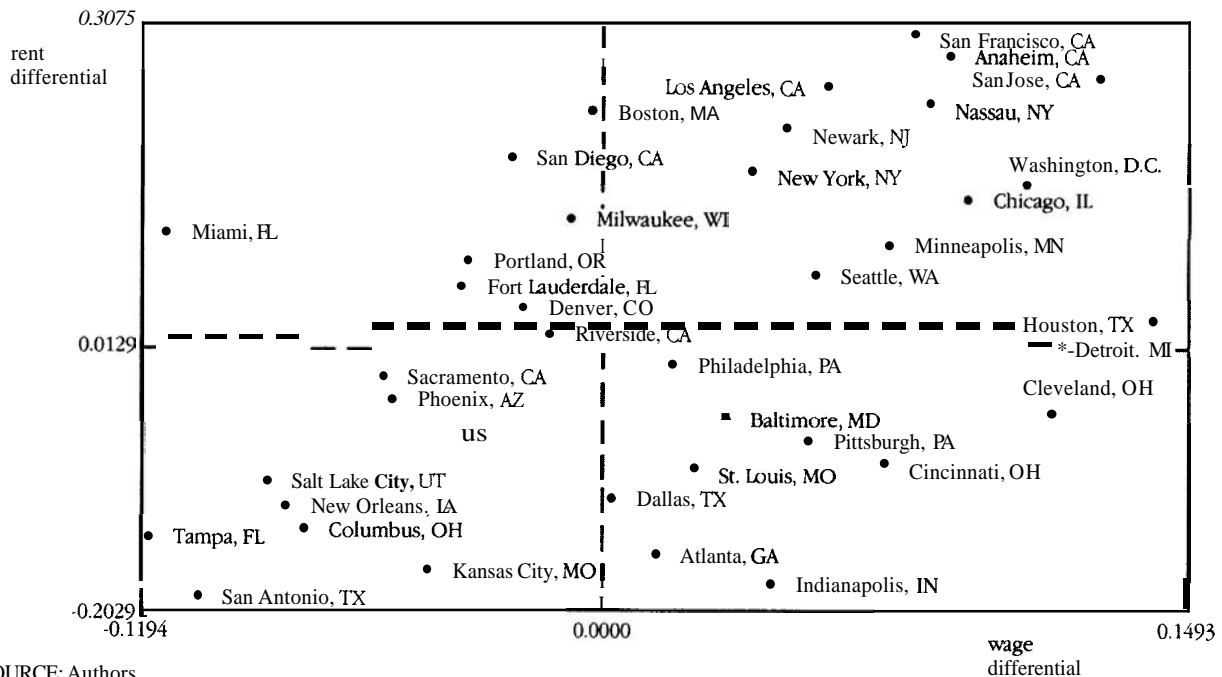 0.3075
rent
differential
San Francisco, CA
Anaheim, CA
San Jose, CA
Los Angeles, CA
Nassau, NY
Boston, MA
Newark, NJ
San Diego, CA
Washington, D.C.
New York, NY
Chicago, IL
Milwaukee, WI
Miami, FL
Minneapolis, MN
Portland, OR
Seattle, WA
Fort Lauderdale, FL
Denver, CO
Houston, TX
Riverside, CA
0.0129
*-Detroit. MI
Philadelphia, PA
Sacramento, CA
Cleveland, OH
Phoenix, AZ
Baltimore, MD
us
Pittsburgh, PA
Cincinnati, OH
St. Louis, MO
Salt Lake City, UT
Dallas, TX
New Orleans, LA
Columbus, OH
Tampa, FL
Atlanta, GA
Kansas City, MO
Indianapolis, IN
San Antonio, TX
-0.2029
-0.1194
0.0000
0.1493
wage
differential
OURCE: Authors